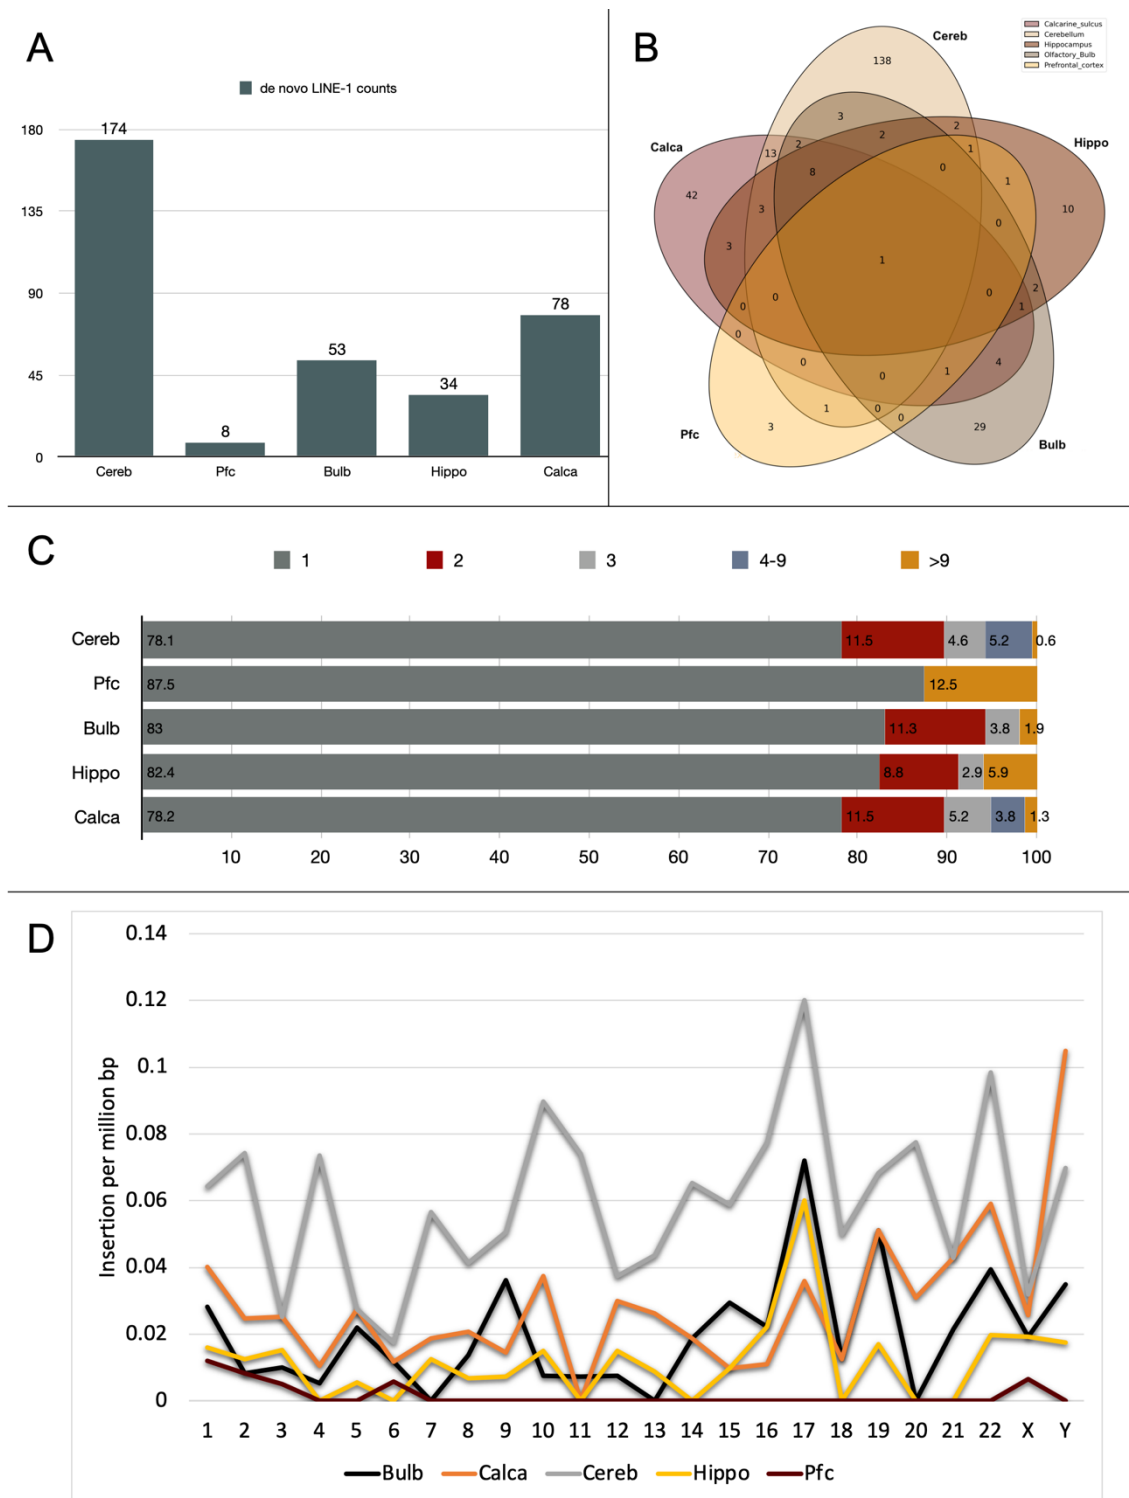 A
de novo LINE-1 counts
180
135
90
45
0
174
8
53
34
78
Cereb Pfc Bulb Hippo Calca
B
Calcarine_sulcus
Cerebellum
Hippocampus
Olfactory_Bulb
Prefrontal_cortex
Cereb
138
Hippo
Calca
3
2
2
2
1
13
8
0
1
42
3
0
10
3
1
0
0
0
2
1
0
0
0
1
4
1
0
0
3
29
Pfc
Bulb
C
1 2 3 4-9 >9
Cereb 78.1 11.5 4.6 5.2 0.6
Pfc 87.5 12.5
Bulb 83 11.3 3.8 1.9
Hippo 82.4 8.8 2.9 5.9
Calca 78.2 11.5 5.2 3.8 1.3
10 20 30 40 50 60 70 80 90 100
D
Insertion per million bp
0.14
0.12
0.1
0.08
0.06
0.04
0.02
0
1 2 3 4 5 6 7 8 9 10 11 12 13 14 15 16 17 18 19 20 21 22 X Y
Bulb Calca Cereb Hippo Pfc